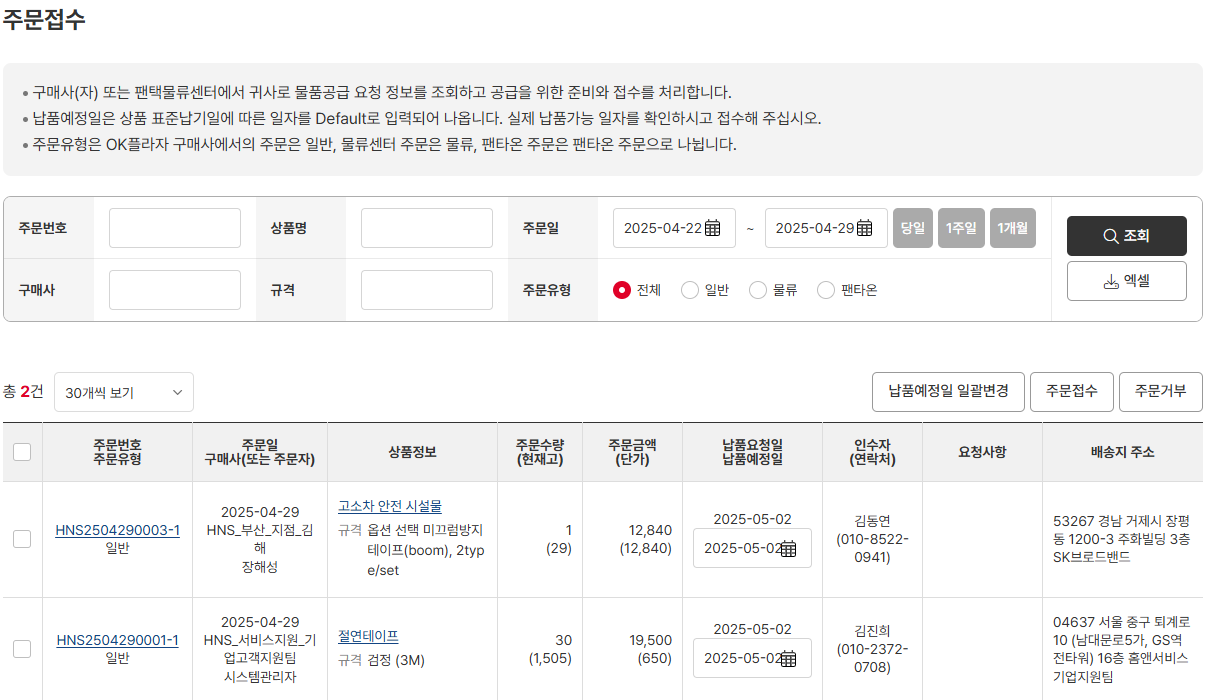 주문접수
• 구매사(자) 또는 팬택물류센터에서 귀사로 물품공급 요청 정보를 조회하고 공급을 위한 준비와 접수를 처리합니다.
• 납품예정일은 상품 표준납기일에 따른 일자를 Default로 입력되어 나옵니다. 실제 납품가능 일자를 확인하시고 접수해 주십시오.
• 주문유형은 OK플라자 구매사에서의 주문은 일반, 물류센터 주문은 물류, 팬타온 주문은 팬타온 주문으로 나뉩니다.
주문번호 상품명 주문일 2025-04-22 ~ 2025-04-29 당일 1주일 1개월 조회
구매사 규격 주문유형 전체 일반 물류 팬타온 엑셀
총 2건 30개씩 보기 납품예정일 일괄변경 주문접수 주문거부
주문번호
주문유형
주문일
구매사(또는 주문자)
상품정보
주문수량
(현재고)
주문금액
(단가)
납품요청일
납품예정일
인수자
(연락처)
요청사항
배송지 주소
HNS2504290003-1
일반
2025-04-29
HNS_부산_지점_김
해
장해성
고소차 안전 시설물
규격 옵션 선택 미끄럼방지
테이프(boom), 2typ
e/set
1
(29)
12,840
(12,840)
2025-05-02
2025-05-02
김동연
(010-8522-
0941)
53267 경남 거제시 장평
동 1200-3 주화빌딩 3층
SK브로드밴드
HNS2504290001-1
일반
2025-04-29
HNS_서비스지원_기
업고객지원팀
시스템관리자
절연테이프
규격 검정 (3M)
30
(1,505)
19,500
(650)
2025-05-02
2025-05-02
김진희
(010-2372-
0708)
04637 서울 중구 퇴계로
10 (남대문로5가, GS역
전타워) 16층 홈앤서비스
기업지원팀